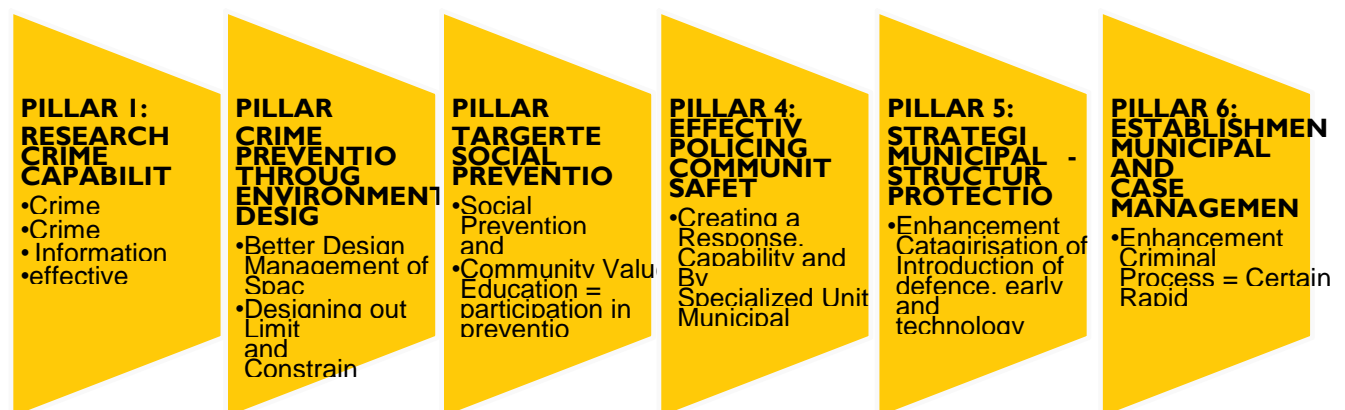 PILLAR 1:
RESEARCH
CRIME
CAPABILIT
•Crime
•Crime
• Information
•effective
PILLAR
CRIME
PREVENTIO
THROUG
ENVIRONMENT
DESIG
•Better Design
Management of
Spac
•Designing out
Limit
and
Constrain
PILLAR
TARGERTE
SOCIAL
PREVENTIO
•Social
Prevention
and
•Community Valu
Education =
participation in
preventio
PILLAR 4:
EFFECTIV
POLICING
COMMUNIT
SAFET
•Creating a
Response.
Capability and
By
Specialized Unit
Municipal
PILLAR 5:
STRATEGI
MUNICIPAL -
STRUCTUR
PROTECTIO
•Enhancement
Catagirisation of
Introduction of
defence. early
and
technology
PILLAR 6:
ESTABLISHMEN
MUNICIPAL
AND
CASE
MANAGEMEN
•Enhancement
Criminal
Process = Certain
Rapid